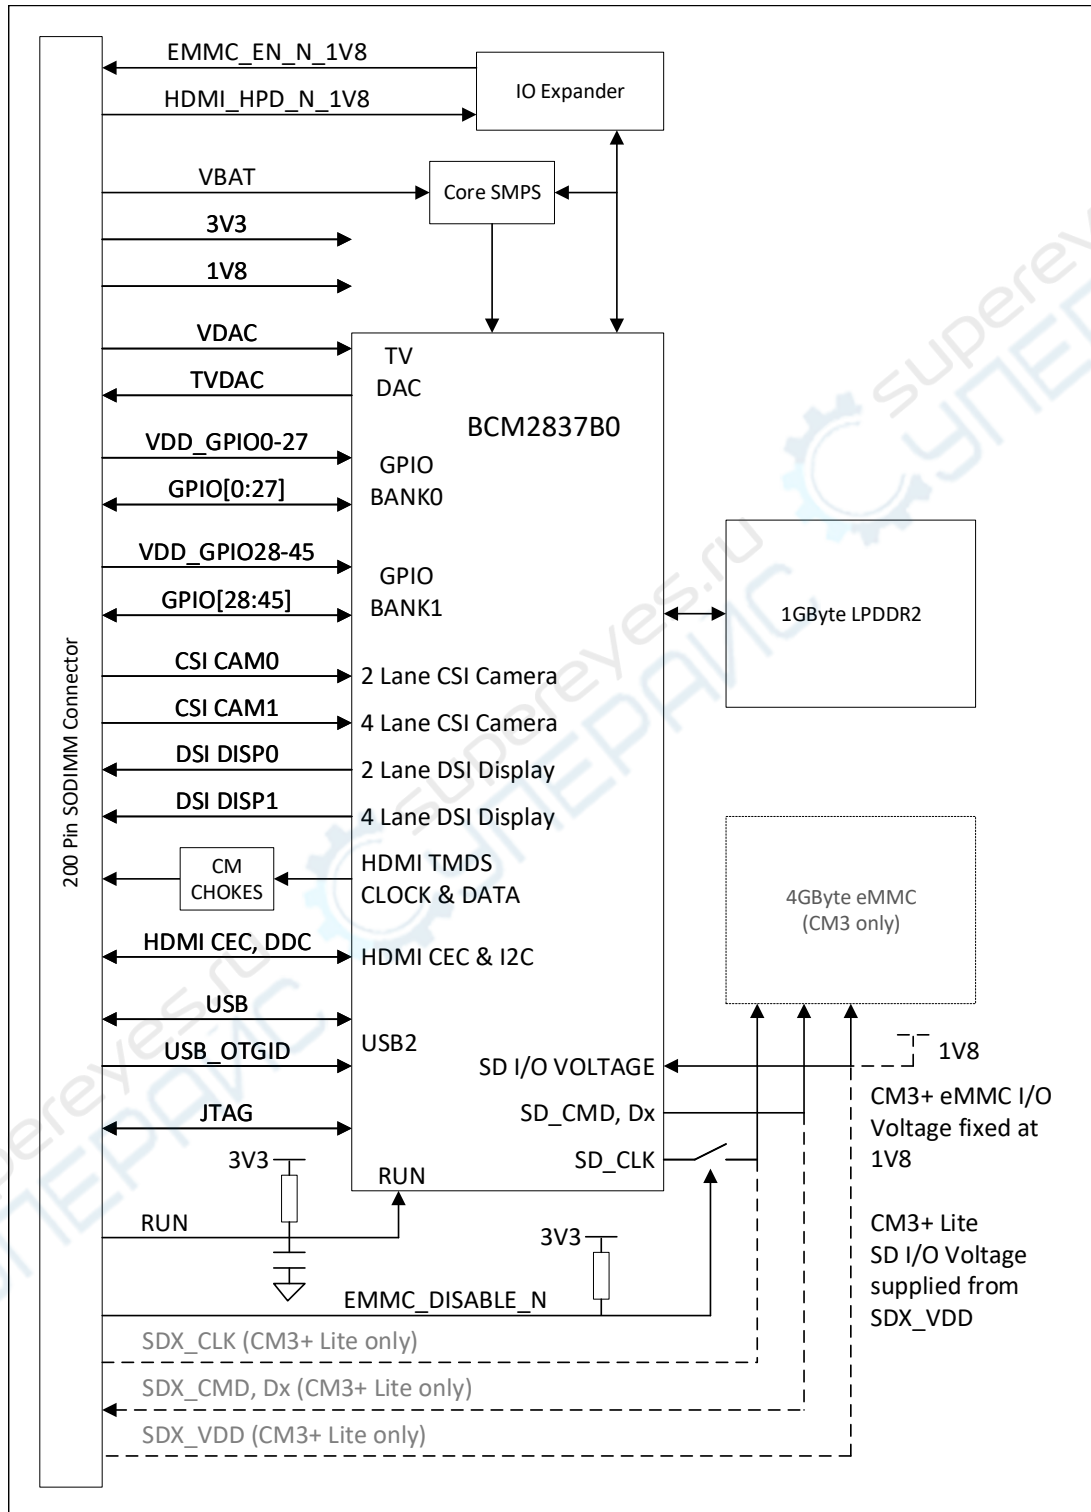 EMMC_EN_N_1V8
IO Expander
HDMI_HPD_N_1V8
VBAT
Core SMPS
3V3
1V8
VDAC
TV
TVDAC
DAC
BCM2837B0
VDD_GPIO0-27
GPIO
GPIO[0:27]
BANK0
VDD_GPIO28-45
GPIO
GPIO[28:45]
BANK1
1GByte LPDDR2
200 Pin SODIMM Connector
CSI CAM0
2 Lane CSI Camera
CSI CAM1
4 Lane CSI Camera
DSI DISP0
2 Lane DSI Display
DSI DISP1
4 Lane DSI Display
CM
CHOKES
HDMI TMDS
CLOCK & DATA
4GByte eMMC
(CM3 only)
HDMI CEC, DDC
HDMI CEC & I2C
USB
USB2
USB_OTGID
SD I/O VOLTAGE
1V8
CM3+ eMMC I/O
Voltage fixed at
1V8
SD_CMD, Dx
JTAG
SD_CLK
3V3
RUN
RUN
3V3
CM3+ Lite
SD I/O Voltage
supplied from
SDX_VDD
EMMC_DISABLE_N
SDX_CLK (CM3+ Lite only)
SDX_CMD, Dx (CM3+ Lite only)
SDX_VDD (CM3+ Lite only)
supereyes.ru
СУПЕРАЙС